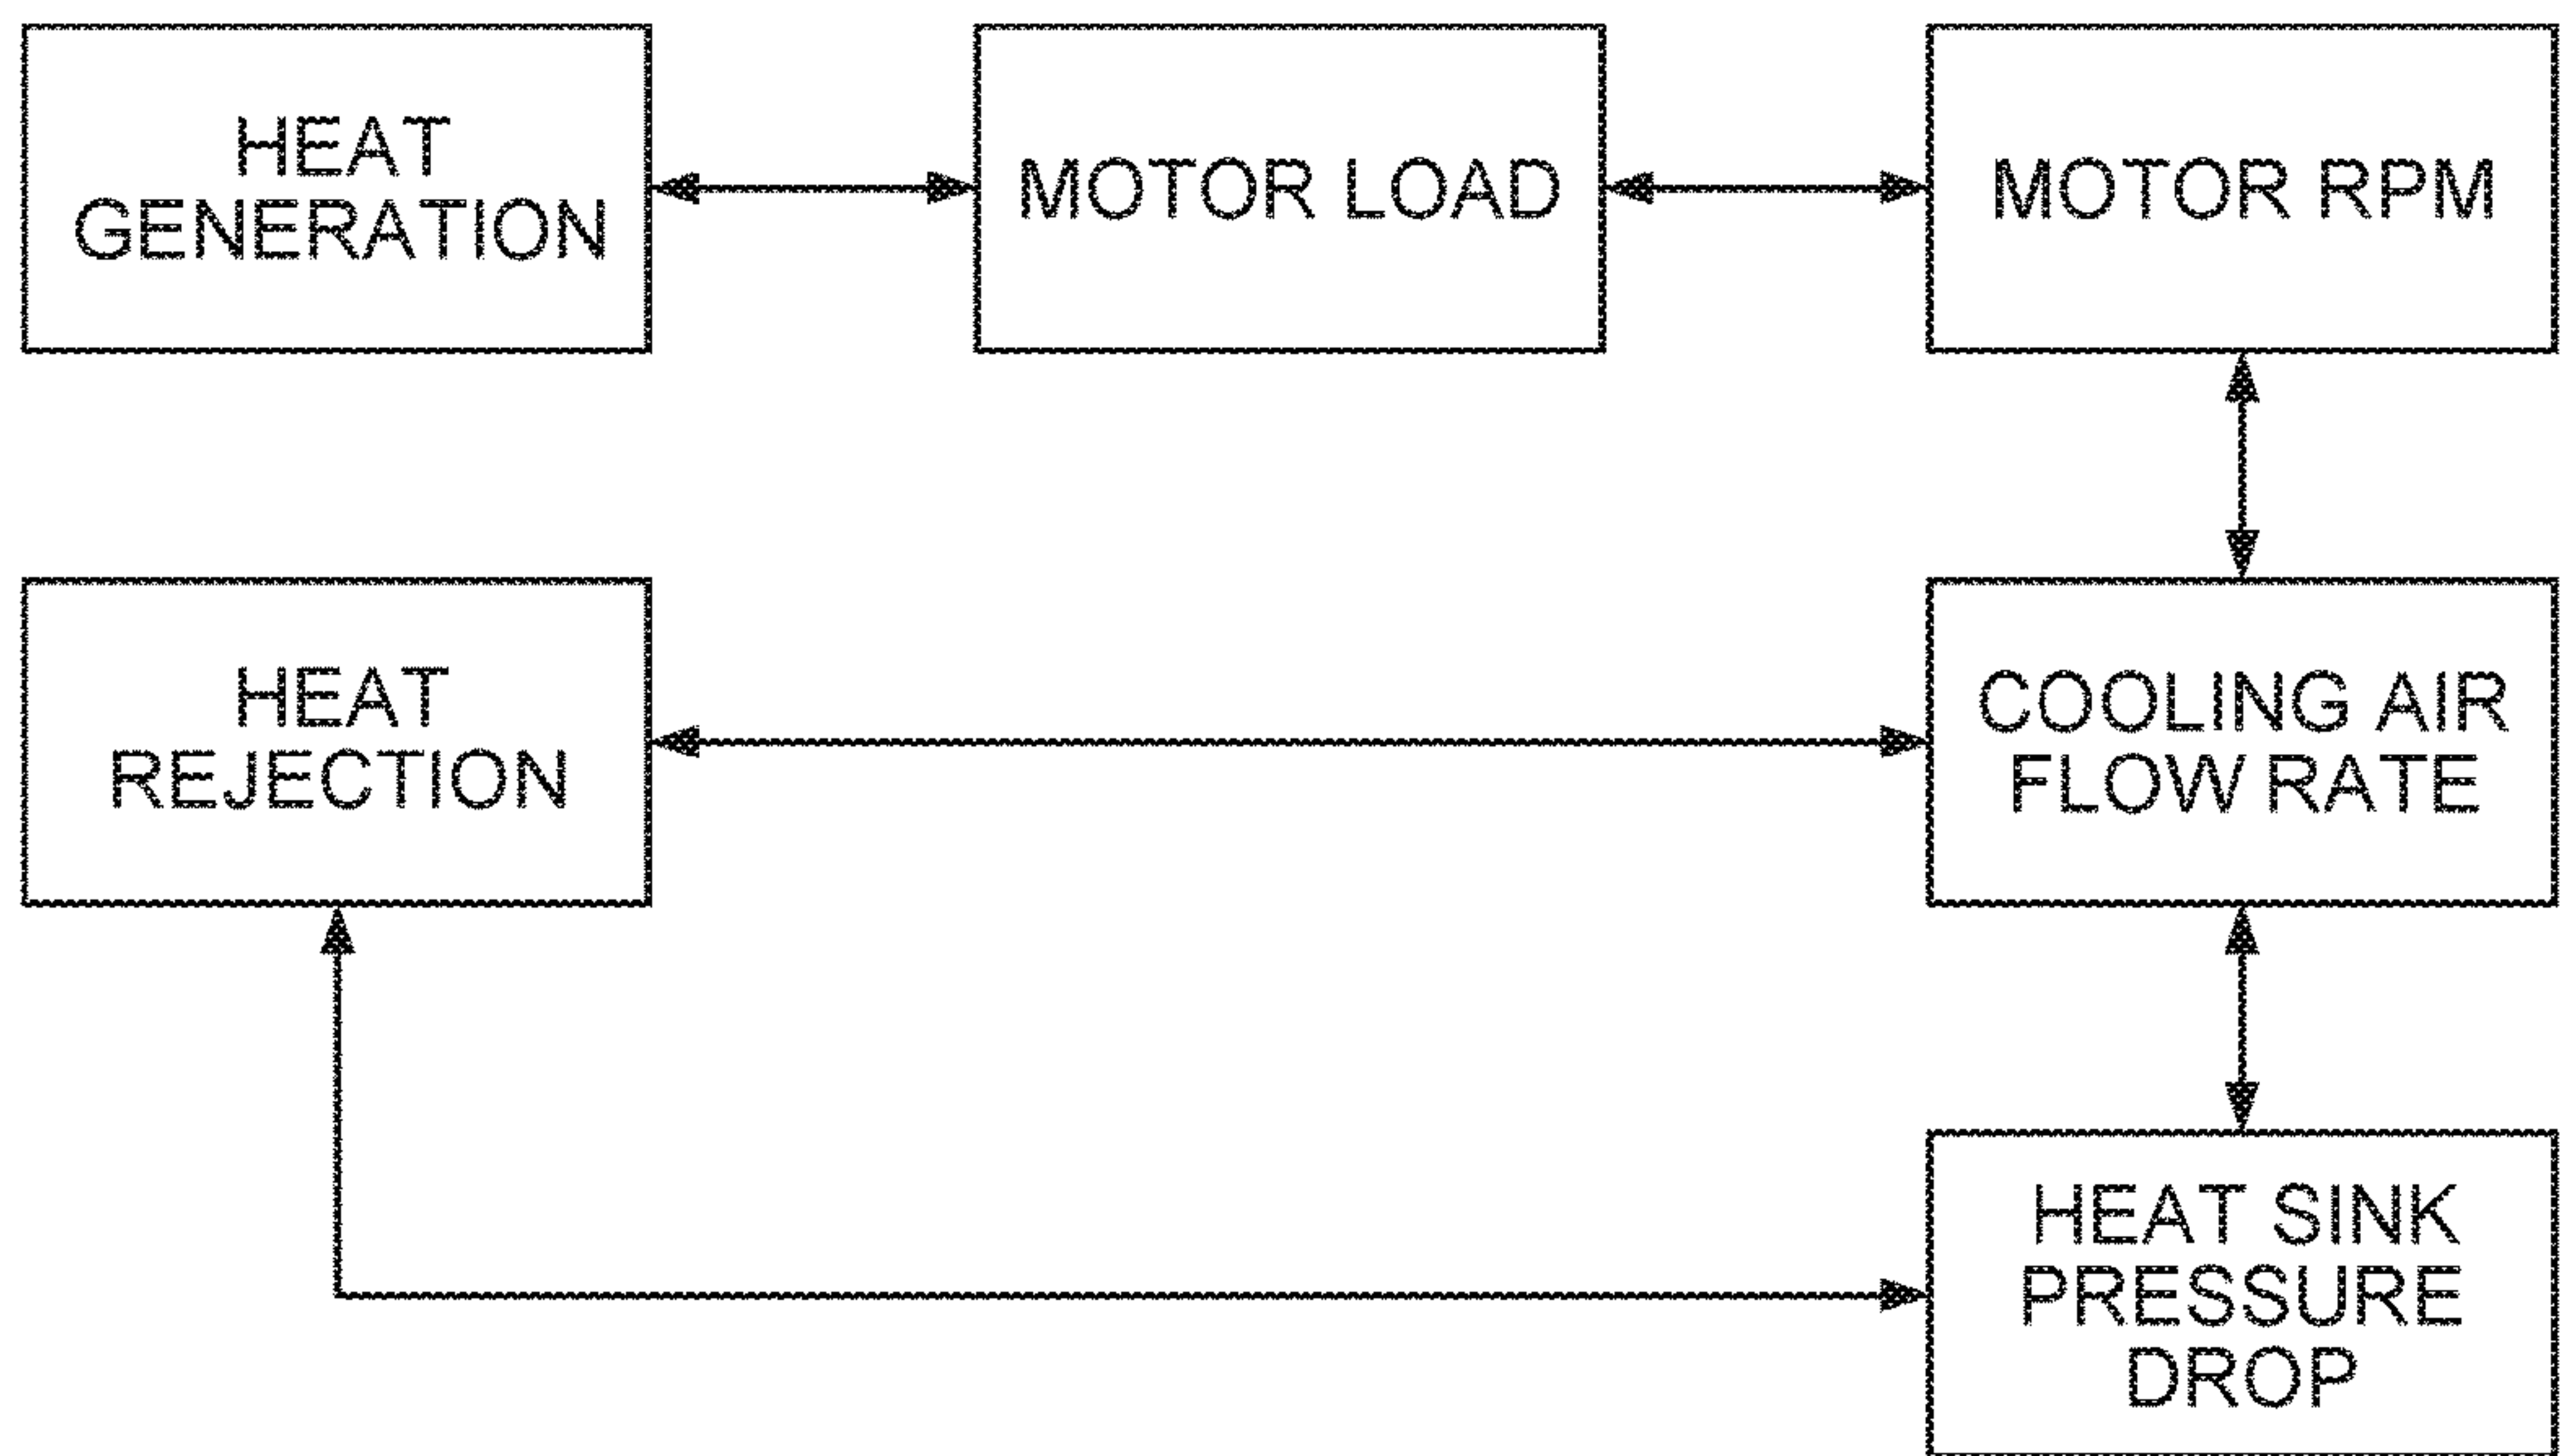 HEAT
GENERATION
MOTOR LOAD
MOTOR RPM
HEAT
REJECTION
COOLING AIR
FLOW RATE
HEAT SINK
PRESSURE
DROP